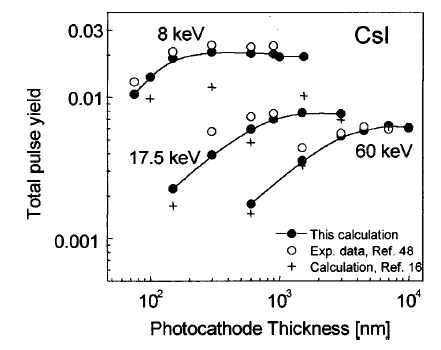 CsI
0.03
8 keV
0.01
17.5 keV
60 keV
0.001
This calculation
Exp. data, Ref. 48
Calculation, Ref. 16
10²
10³
10⁴
Total pulse yield
Photocathode Thickness [nm]